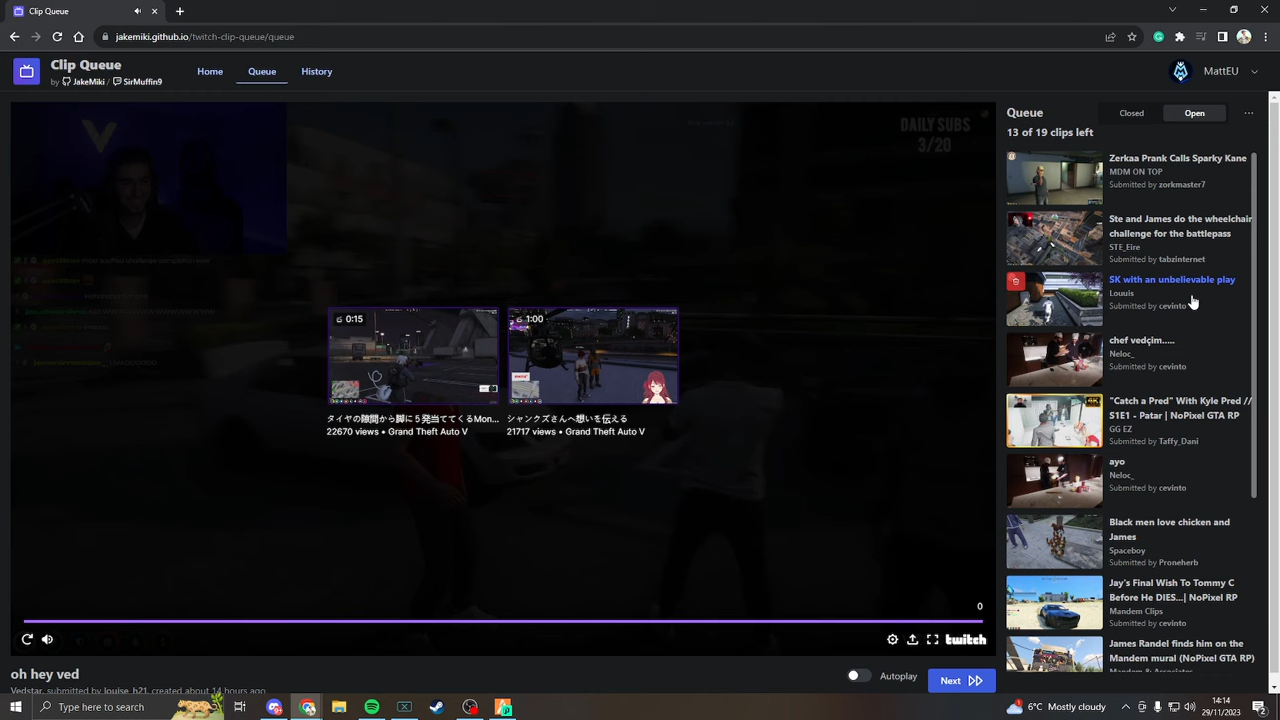 Clip Queue
jakemiki.github.io/twitch-clip-queue/queue
Clip Queue
by JakeMiki / SirMuffin9
Home
Queue
History
MattEU
DAILY SUBS
3/20
0:15
タイヤの隙間から脚に５発当ててくるMon...
22670 views • Grand Theft Auto V
1:00
シャンクズさんへ想いを伝える
21717 views • Grand Theft Auto V
0
twitch
oh hey ved
Vedstar, submitted by louise_h21, created about 14 hours ago
Autoplay
Next
Queue
Closed
Open
13 of 19 clips left
Zerkaa Prank Calls Sparky Kane
MDM ON TOP
Submitted by zorkmaster7
Ste and James do the wheelchair
challenge for the battlepass
STE_Eire
Submitted by tabzinternet
SK with an unbelievable play
Louuis
Submitted by cevinto
chef vedçim.....
Neloc_
Submitted by cevinto
"Catch a Pred" With Kyle Pred //
S1E1 - Patar | NoPixel GTA RP
GG EZ
Submitted by Taffy_Dani
ayo
Neloc_
Submitted by cevinto
Black men love chicken and
James
Spaceboy
Submitted by Proneherb
Jay's Final Wish To Tommy C
Before He DIES...| NoPixel RP
Mandem Clips
Submitted by cevinto
James Randel finds him on the
Mandem mural (NoPixel GTA RP)
Mandem & Associates
Type here to search
6°C Mostly cloudy
14:14
29/11/2023